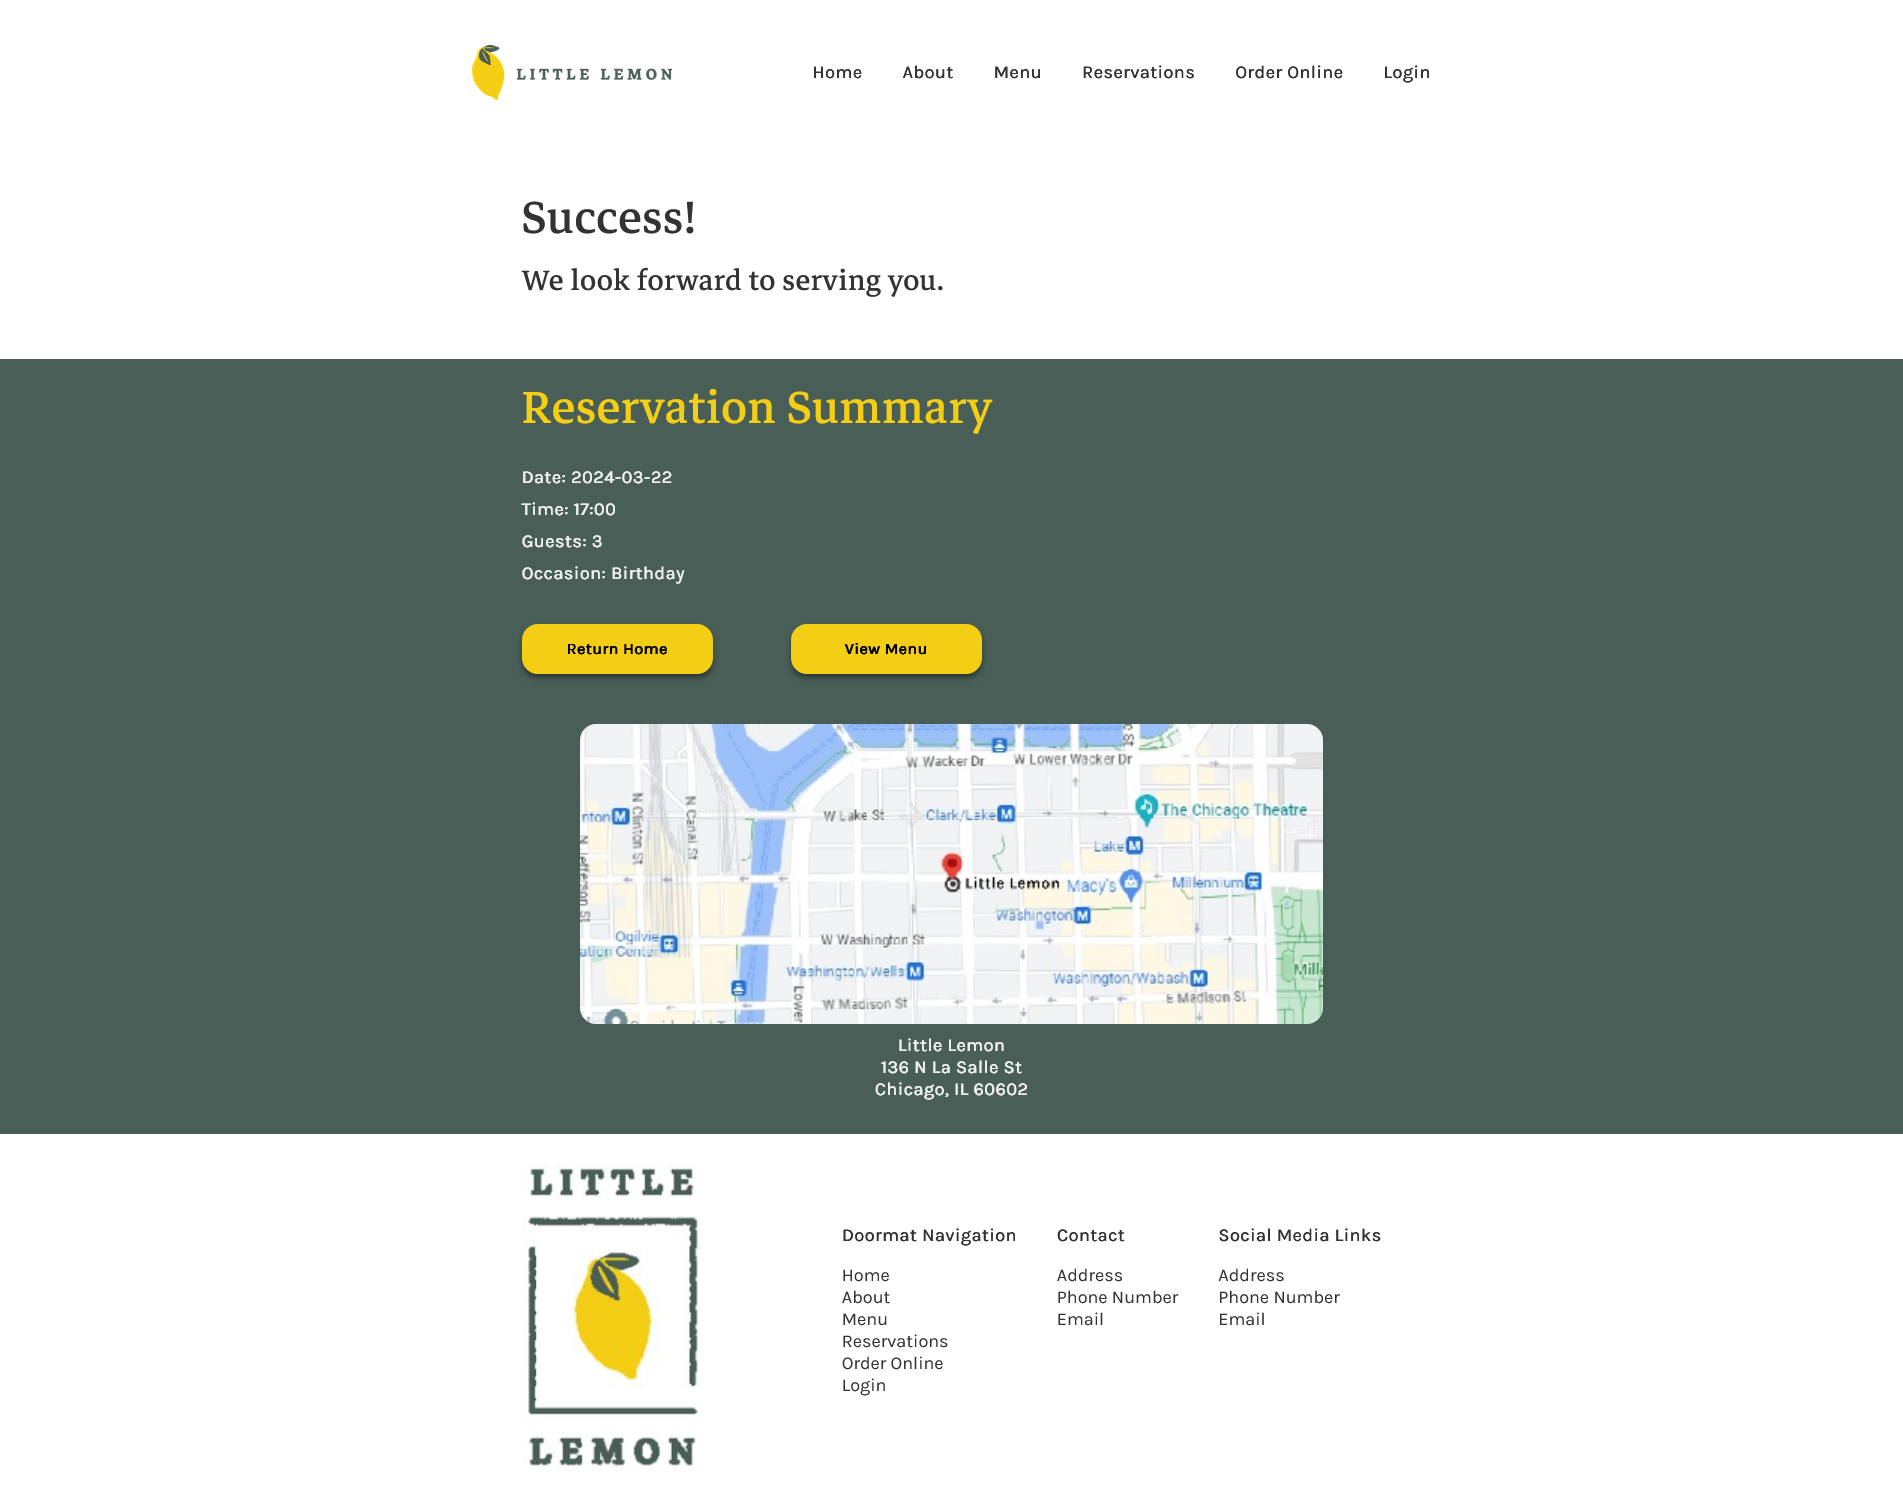 LITTLE LEMON
Home About Menu Reservations Order Online Login
Success!
We look forward to serving you.
Reservation Summary
Date: 2024-03-22
Time: 17:00
Guests: 3
Occasion: Birthday
Return Home View Menu
W Wacker Dr
W Lower Wacker Dr
The Chicago Theatre
nton
N Clinton St
N Canal St
W Lake St
Clark/Lake
Lake
N Jefferson St
Little Lemon
Macy's
Millennium
Washington
Ogilvie
ation Center
W Washington St
Washington/Wells
Washington/Wabash
Mille
Lower
W Madison St
E Madison St
Little Lemon
136 N La Salle St
Chicago, IL 60602
LITTLE
LEMON
Doormat Navigation
Home
About
Menu
Reservations
Order Online
Login
Contact
Address
Phone Number
Email
Social Media Links
Address
Phone Number
Email